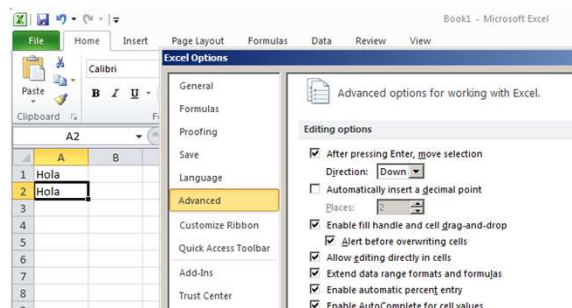 Book1 - Microsoft Excel
File Home Insert Page Layout Formulas Data Review View
Excel Options
Calibri
Paste
B I U
Clipboard
A2
A B
1 Hola
2 Hola
3
4
5
6
7
8
General
Formulas
Proofing
Save
Language
Advanced
Customize Ribbon
Quick Access Toolbar
Add-Ins
Trust Center
Advanced options for working with Excel.
Editing options
After pressing Enter, move selection
Direction: Down
Automatically insert a decimal point
Places: 2
Enable fill handle and cell drag-and-drop
Alert before overwriting cells
Allow editing directly in cells
Extend data range formats and formulas
Enable automatic percent entry
Enable AutoComplete for cell values